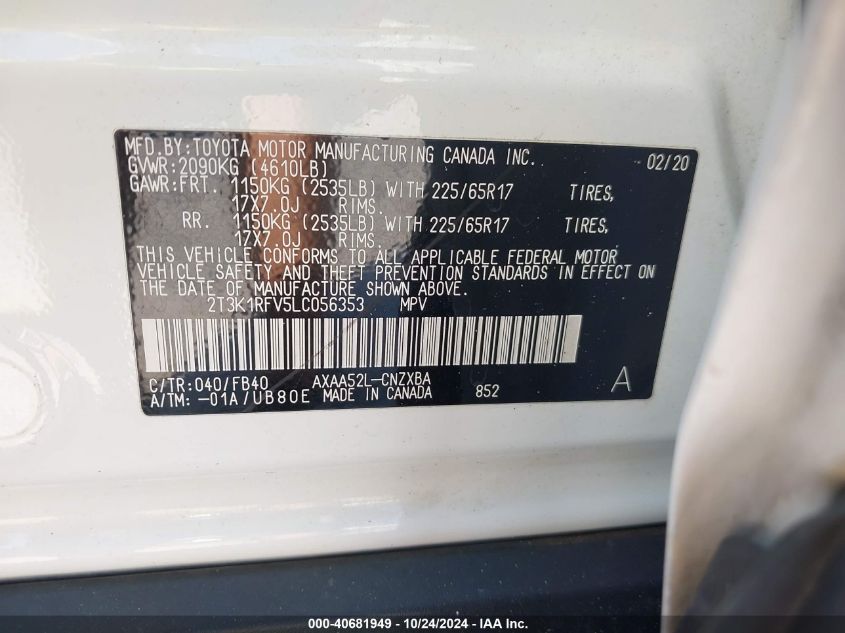 MFD.BY:TOYOTA MOTOR MANUFACTURING CANADA INC. 02/20
GVWR:2090KG (4610LB)
GAWR:FRT. 1150KG (2535LB) WITH 225/65R17 TIRES,
17X7.0J RIMS.
RR. 1150KG (2535LB) WITH 225/65R17 TIRES,
17X7.0J RIMS.
THIS VEHICLE CONFORMS TO ALL APPLICABLE FEDERAL MOTOR
VEHICLE SAFETY AND THEFT PREVENTION STANDARDS IN EFFECT ON
THE DATE OF MANUFACTURE SHOWN ABOVE.
2T3K1RFV5LC056353 MPV
C/TR:040/FB40 AXAA52L-CNZXBA A
A/TM:-01A/UB80E MADE IN CANADA 852
000-40681949 - 10/24/2024 - IAA Inc.